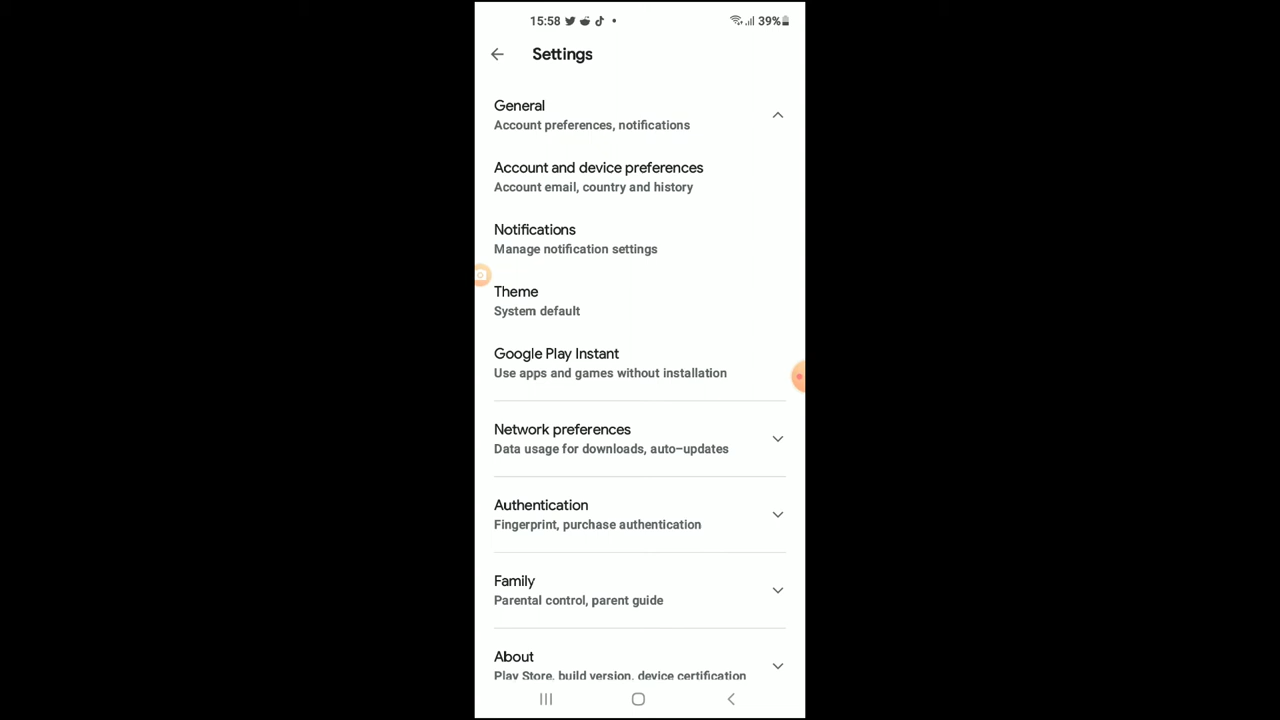 15:58 39%
Settings
General
Account preferences, notifications
Account and device preferences
Account email, country and history
Notifications
Manage notification settings
Theme
System default
Google Play Instant
Use apps and games without installation
Network preferences
Data usage for downloads, auto-updates
Authentication
Fingerprint, purchase authentication
Family
Parental control, parent guide
About
Play Store, build version, device certification